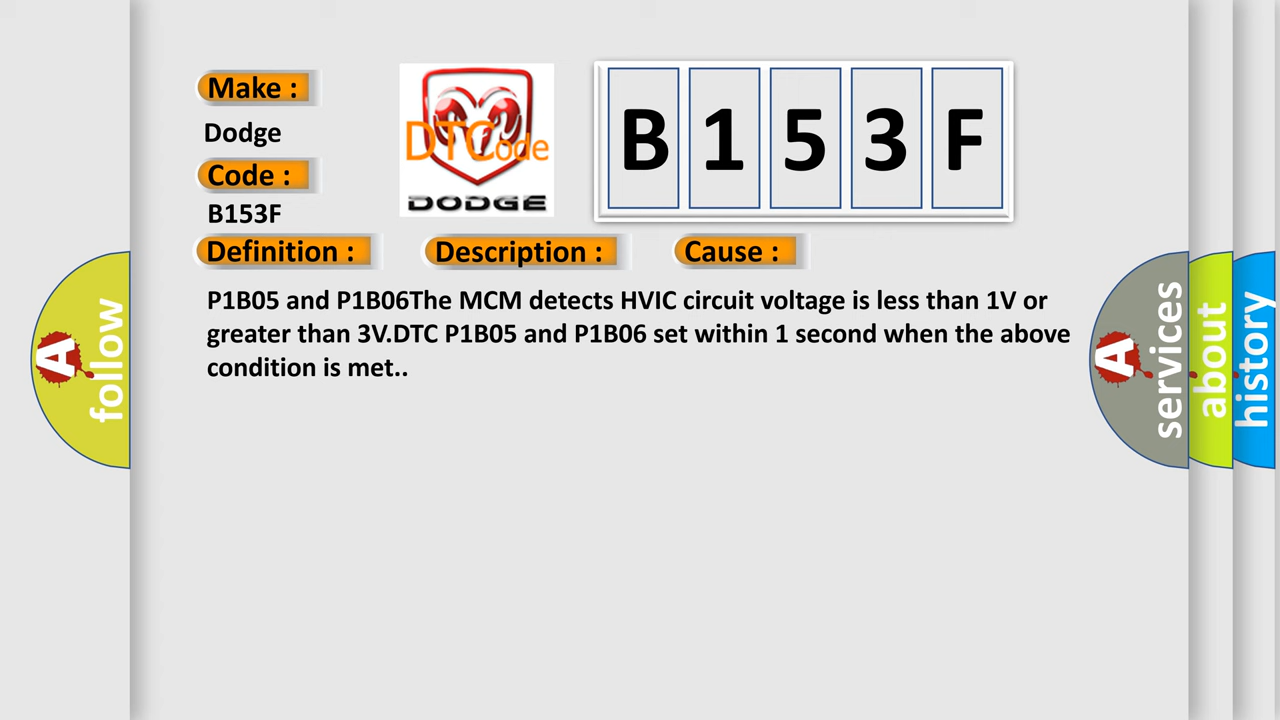 Make :
Dodge
Code :
B153F
DTCode
DODGE
B 1 5 3 F
Definition :
Description :
Cause :
P1B05 and P1B06The MCM detects HVIC circuit voltage is less than 1V or
greater than 3V.DTC P1B05 and P1B06 set within 1 second when the above
condition is met..
A
follow
A
services
about
history